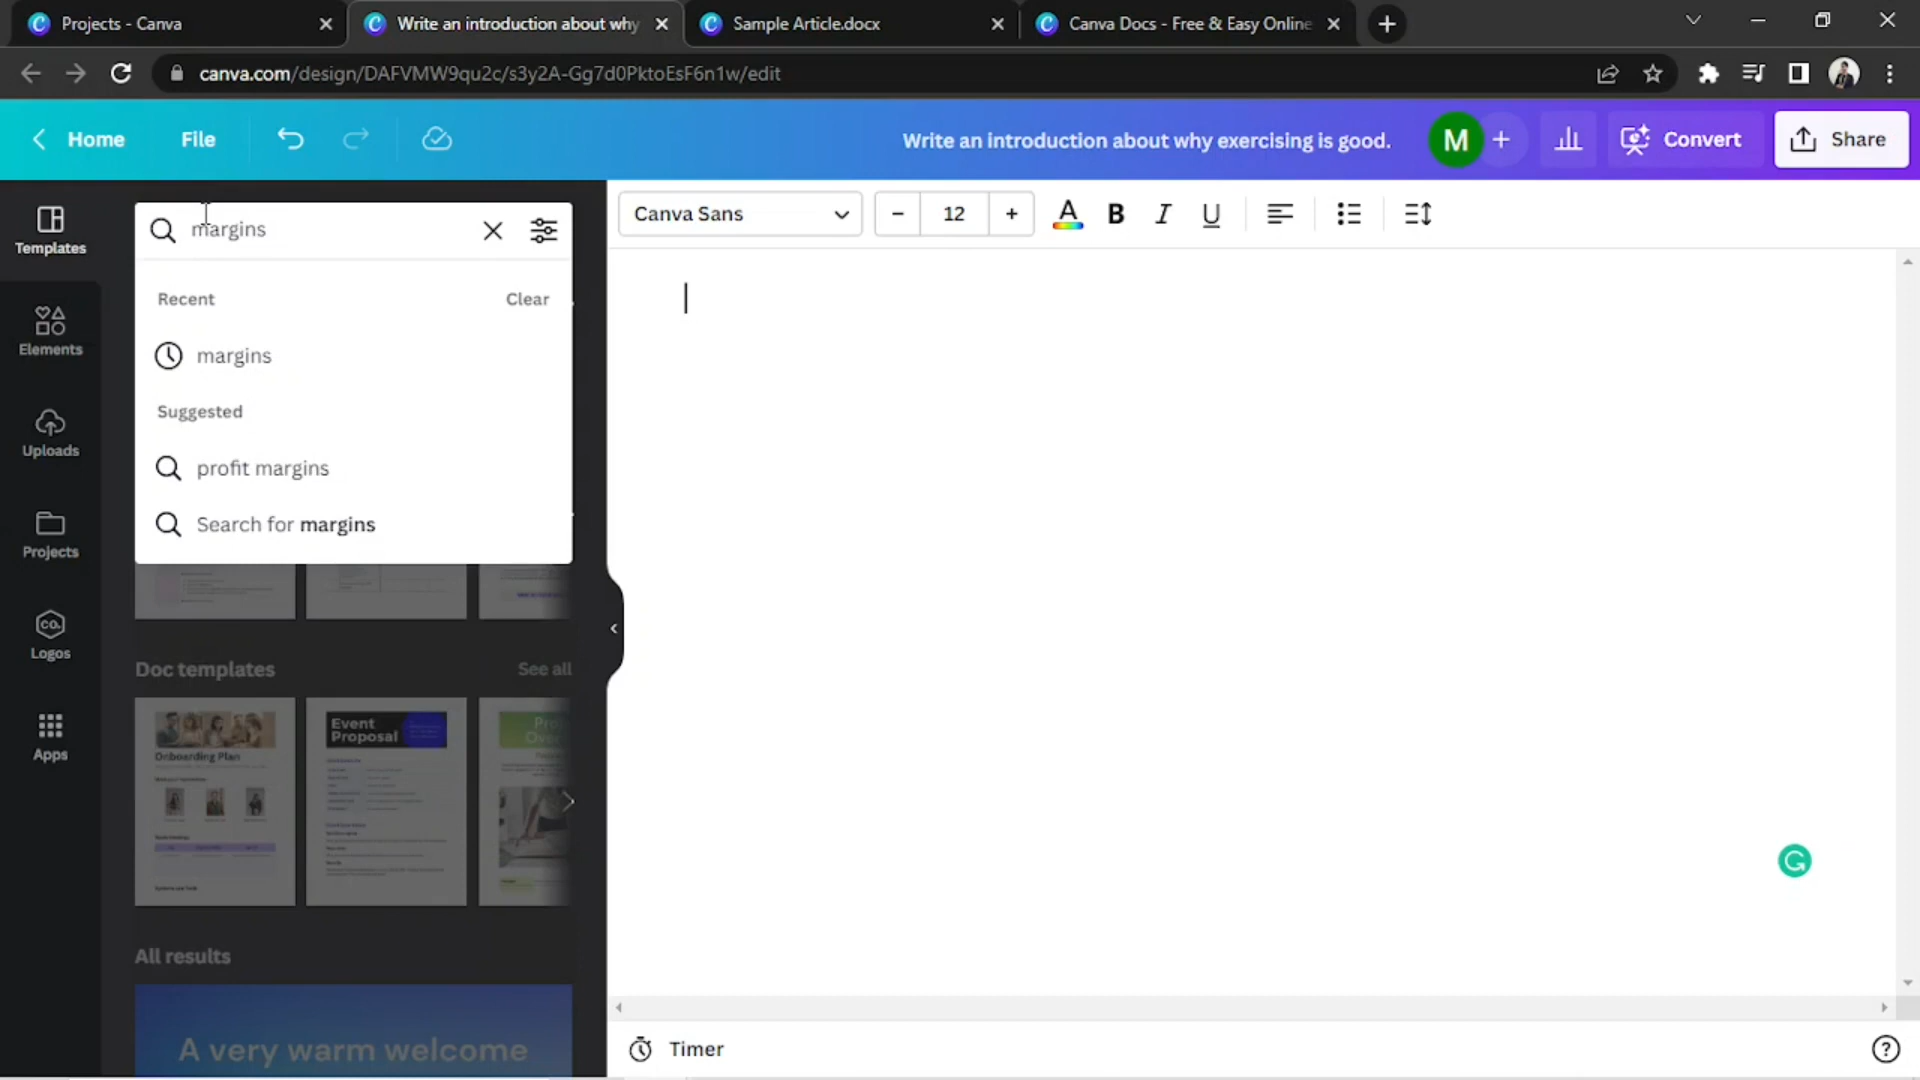 Projects - Canva
Write an introduction about why
Sample Article.docx
Canva Docs - Free & Easy Online
canva.com/design/DAFVMW9qu2c/s3y2A-Gg7d0PktoEsF6n1w/edit
Home
File
Write an introduction about why exercising is good.
M
Convert
Share
Templates
Elements
Uploads
Projects
CO.
Logos
Apps
margins
Recent
Clear
margins
Suggested
profit margins
Search for margins
Doc templates
See all
Onboarding Plan
Event
Proposal
All results
A very warm welcome
Canva Sans
12
A
B
I
U
Timer